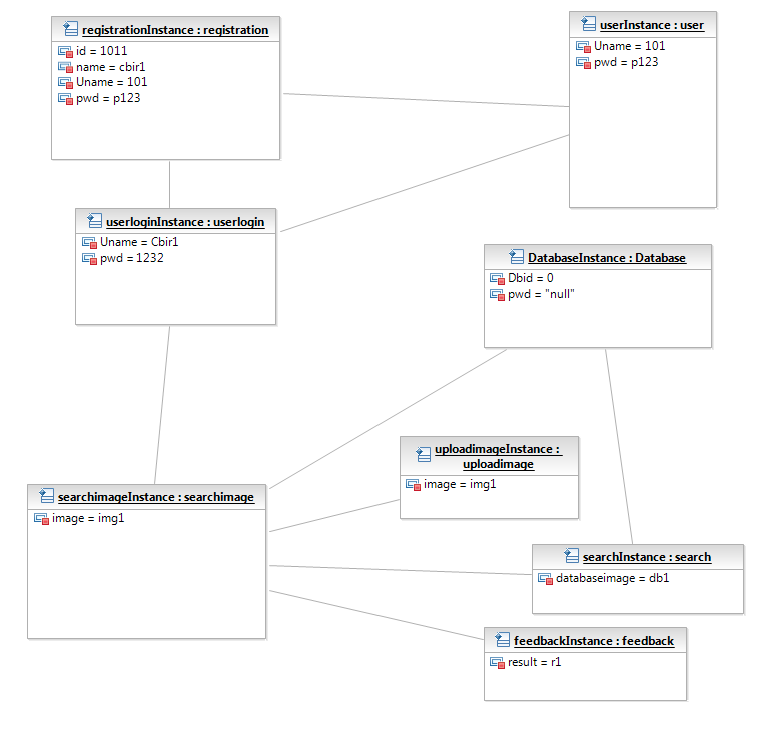 registrationInstance : registration
id = 1011
name = cbir1
Uname = 101
pwd = p123
userInstance : user
Uname = 101
pwd = p123
userloginInstance : userlogin
Uname = Cbir1
pwd = 1232
DatabaseInstance : Database
Dbid = 0
pwd = "null"
uploadimageInstance :
uploadimage
image = img1
searchimageInstance : searchimage
image = img1
searchInstance : search
databaseimage = db1
feedbackInstance : feedback
result = r1